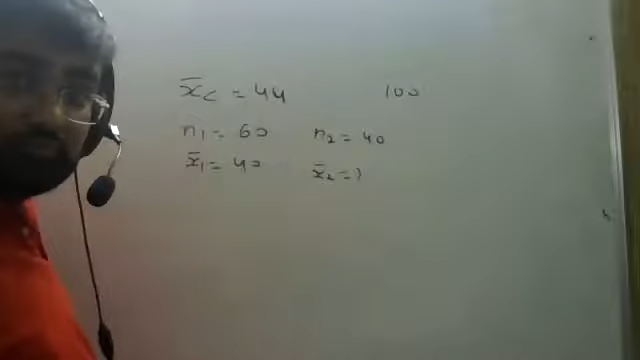 x̄c = 44 100
n1 = 60 n2 = 40
x̄1 = 40 x̄2 = ?